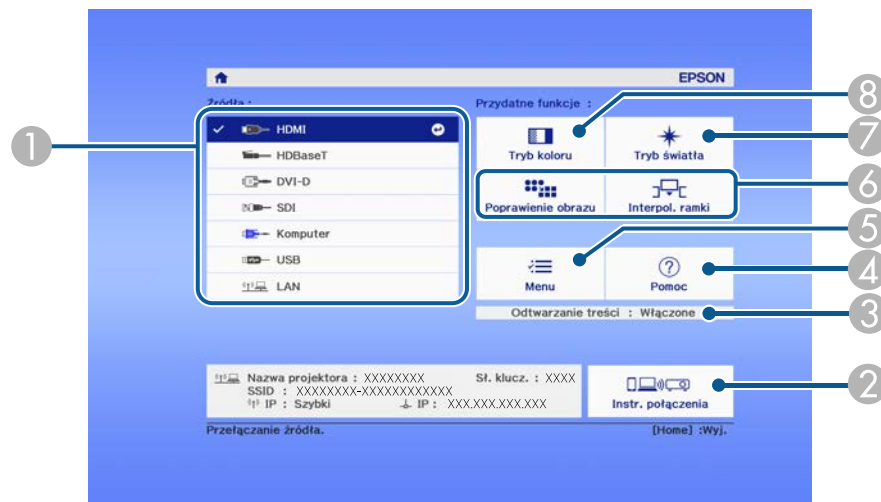 EPSON
Źródła :
Przydatne funkcje :
HDMI
HDBaseT
DVI-D
SDI
Komputer
USB
LAN
Tryb koloru
Tryb światła
Poprawienie obrazu
Interpol. ramki
Menu
Pomoc
Odtwarzanie treści : Włączone
Nazwa projektora : XXXXXXXX
Sł. klucz. : XXXX
SSID : XXXXXXXX-XXXXXXXXXXXX
IP : Szybki
IP : XXX.XXX.XXX.XXX
Instr. połączenia
Przełączanie źródła.
[Home] :Wyj.
1
8
7
6
5
4
3
2